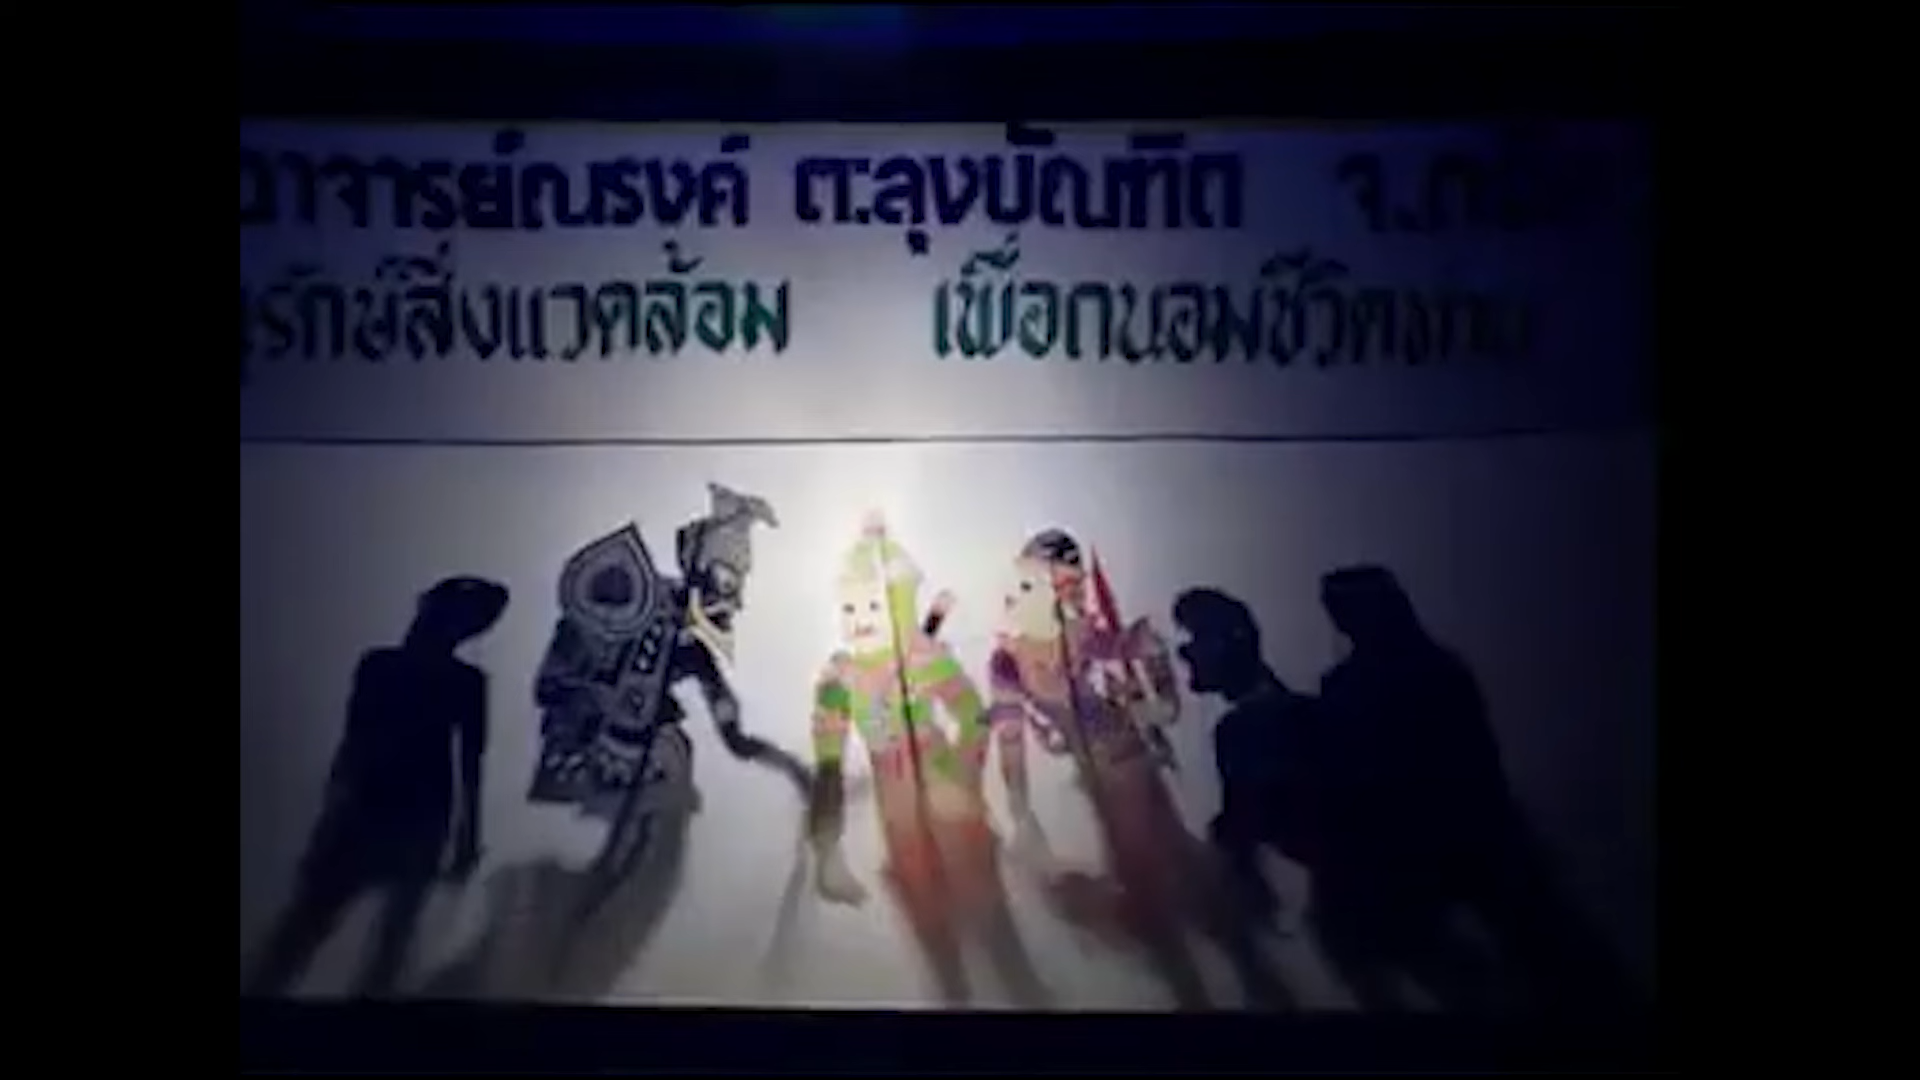 อาจารย์ณรงค์ ตะลุงบัณฑิต จ.
รักษ์สิ่งแวดล้อม เพื่อถนอมชีวิต